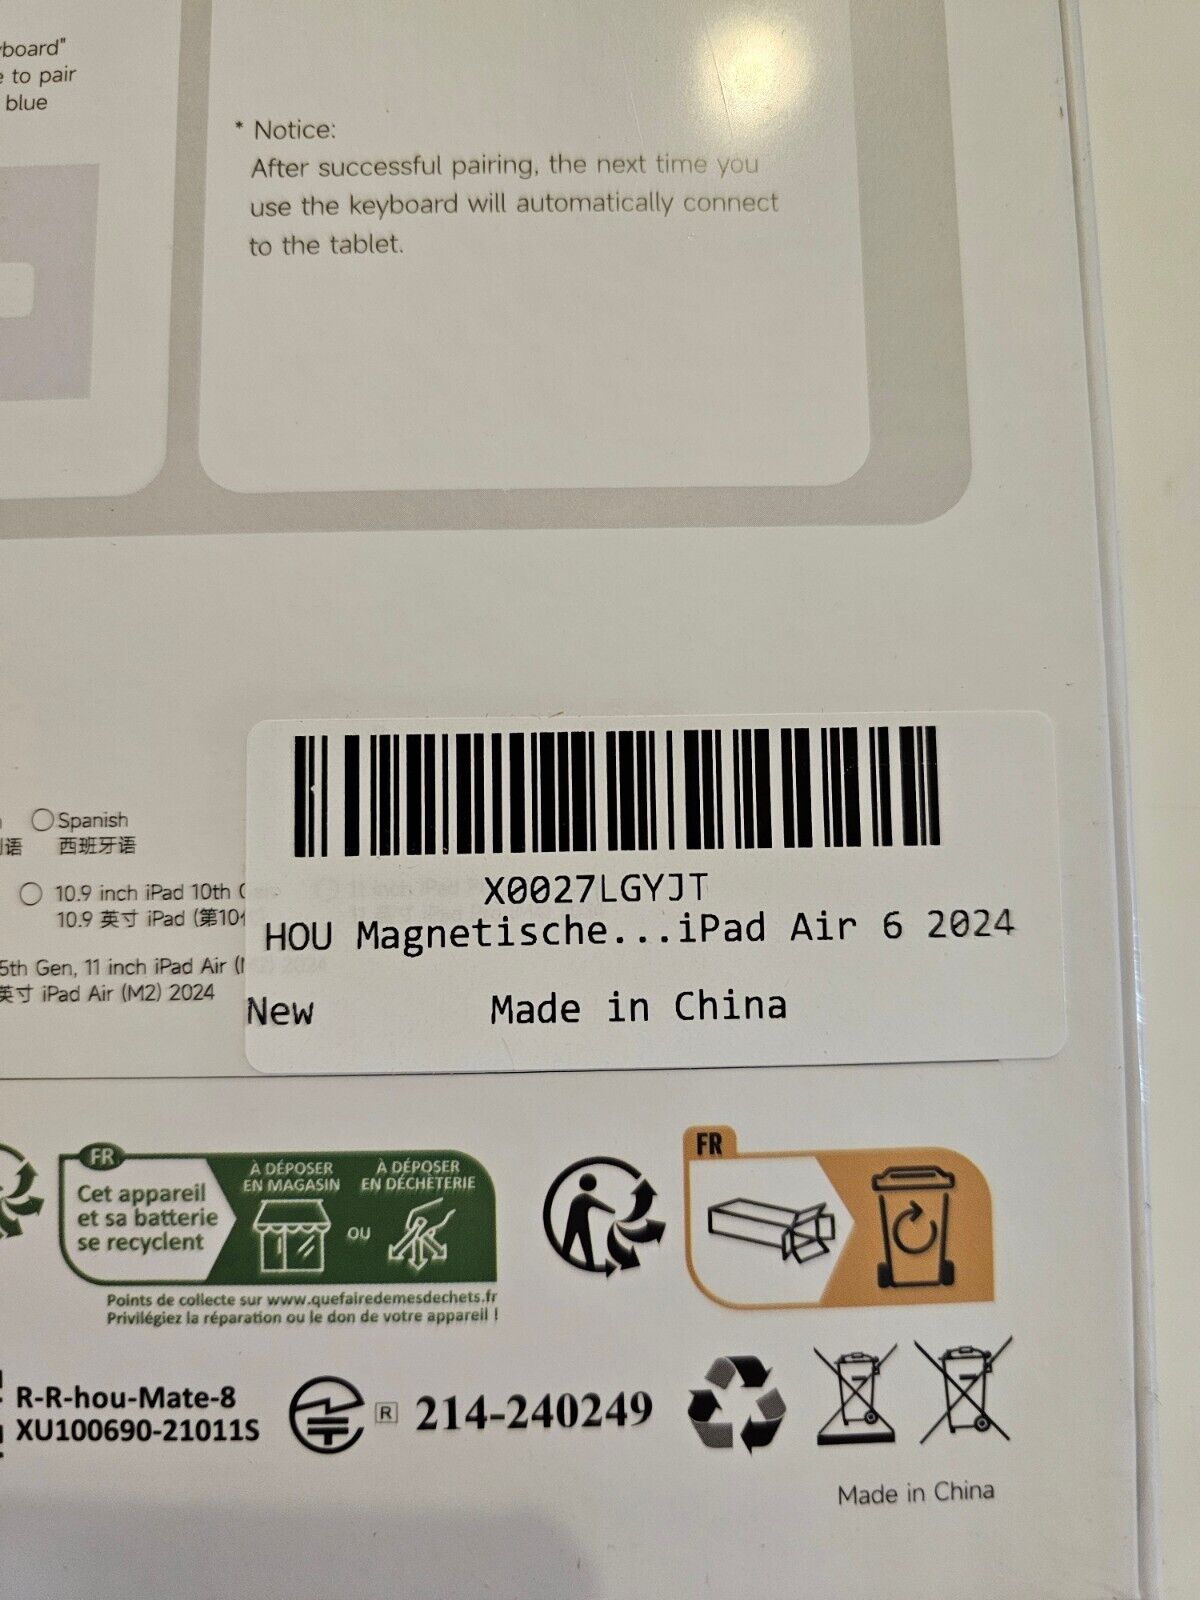 board"
to pair
blue
* Notice:
After successful pairing, the next time you
use the keyboard will automatically connect
to the tablet.
Spanish
语 西班牙语
10.9 inch iPad 10th
10.9 英寸 iPad (第10
5th Gen, 11 inch iPad Air (
英寸 iPad Air (M2) 2024
X0027LGYJT
HOU Magnetische...iPad Air 6 2024
New Made in China
FR
Cet appareil
et sa batterie
se recyclent
À DÉPOSER
EN MAGASIN
OU
À DÉPOSER
EN DÉCHÈTERIE
Points de collecte sur www.quefairedemesdechets.fr
Privilégiez la réparation ou le don de votre appareil !
FR
R-R-hou-Mate-8
XU100690-21011S
R 214-240249
Made in China